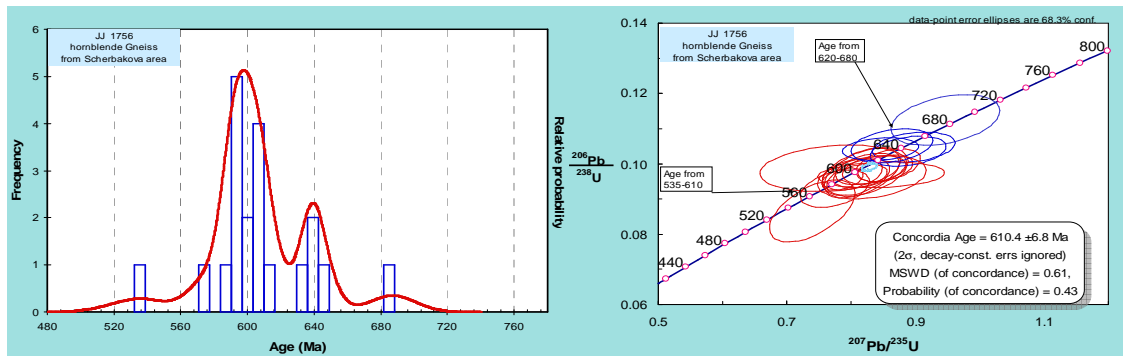 JJ 1756
hornblende Gneiss
from Scherbakova area
6
5
4
3
2
1
0
Frequency
480 520 560 600 640 680 720 760
Age (Ma)
Relative probability
data-point error ellipses are 68.3% conf.
JJ 1756
hornblende Gneiss
from Scherbakova area
Age from
620-680
Age from
535-610
0.14
0.12
0.10
0.08
0.06
206Pb
238U
440
480
520
560
600
640
680
720
760
800
Concordia Age = 610.4 ±6.8 Ma
(2σ, decay-const. errs ignored)
MSWD (of concordance) = 0.61,
Probability (of concordance) = 0.43
0.5 0.7 0.9 1.1
207Pb/235U